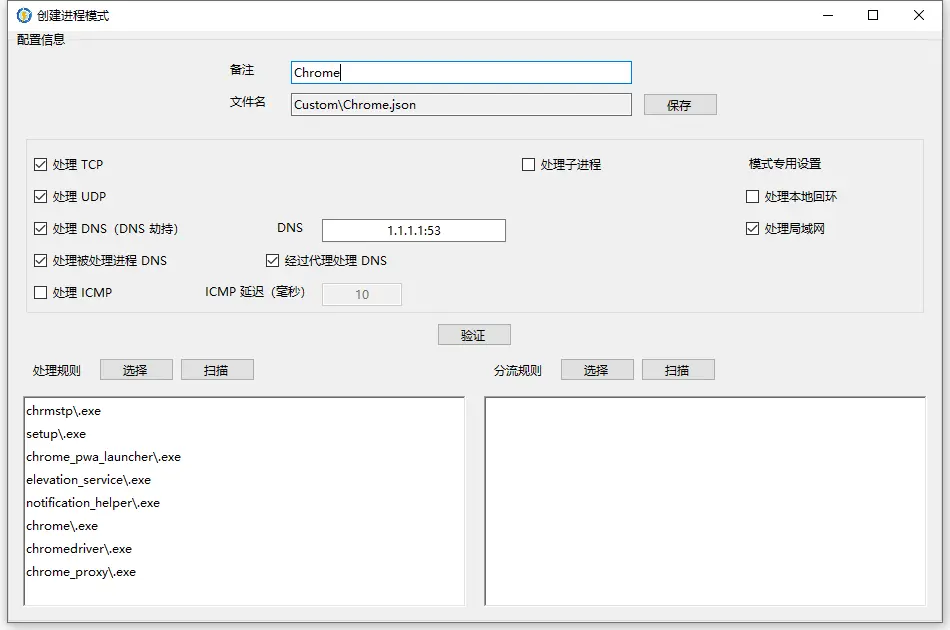 创建进程模式
配置信息
备注 Chrome
文件名 Custom\Chrome.json 保存
处理 TCP 处理子进程 模式专用设置
处理 UDP 处理本地回环
处理 DNS（DNS 劫持） DNS 1.1.1.1:53 处理局域网
处理被处理进程 DNS 经过代理处理 DNS
处理 ICMP ICMP 延迟（毫秒） 10
验证
处理规则 选择 扫描 分流规则 选择 扫描
chrmstp\.exe
setup\.exe
chrome_pwa_launcher\.exe
elevation_service\.exe
notification_helper\.exe
chrome\.exe
chromedriver\.exe
chrome_proxy\.exe